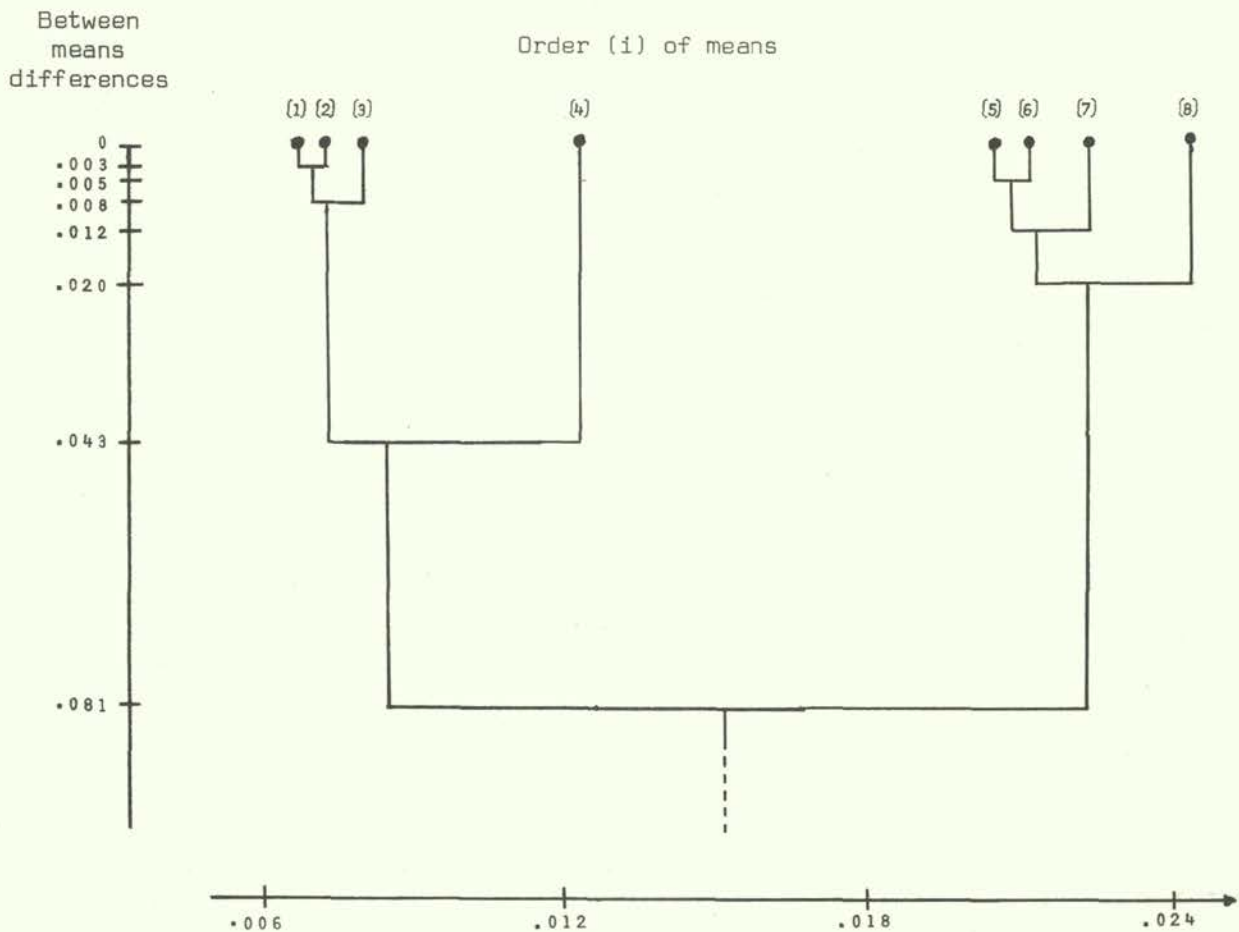 Between
means
differences
Order (i) of means
(1) (2) (3) (4) (5) (6) (7) (8)
0
.003
.005
.008
.012
.020
.043
.081
.006 .012 .018 .024